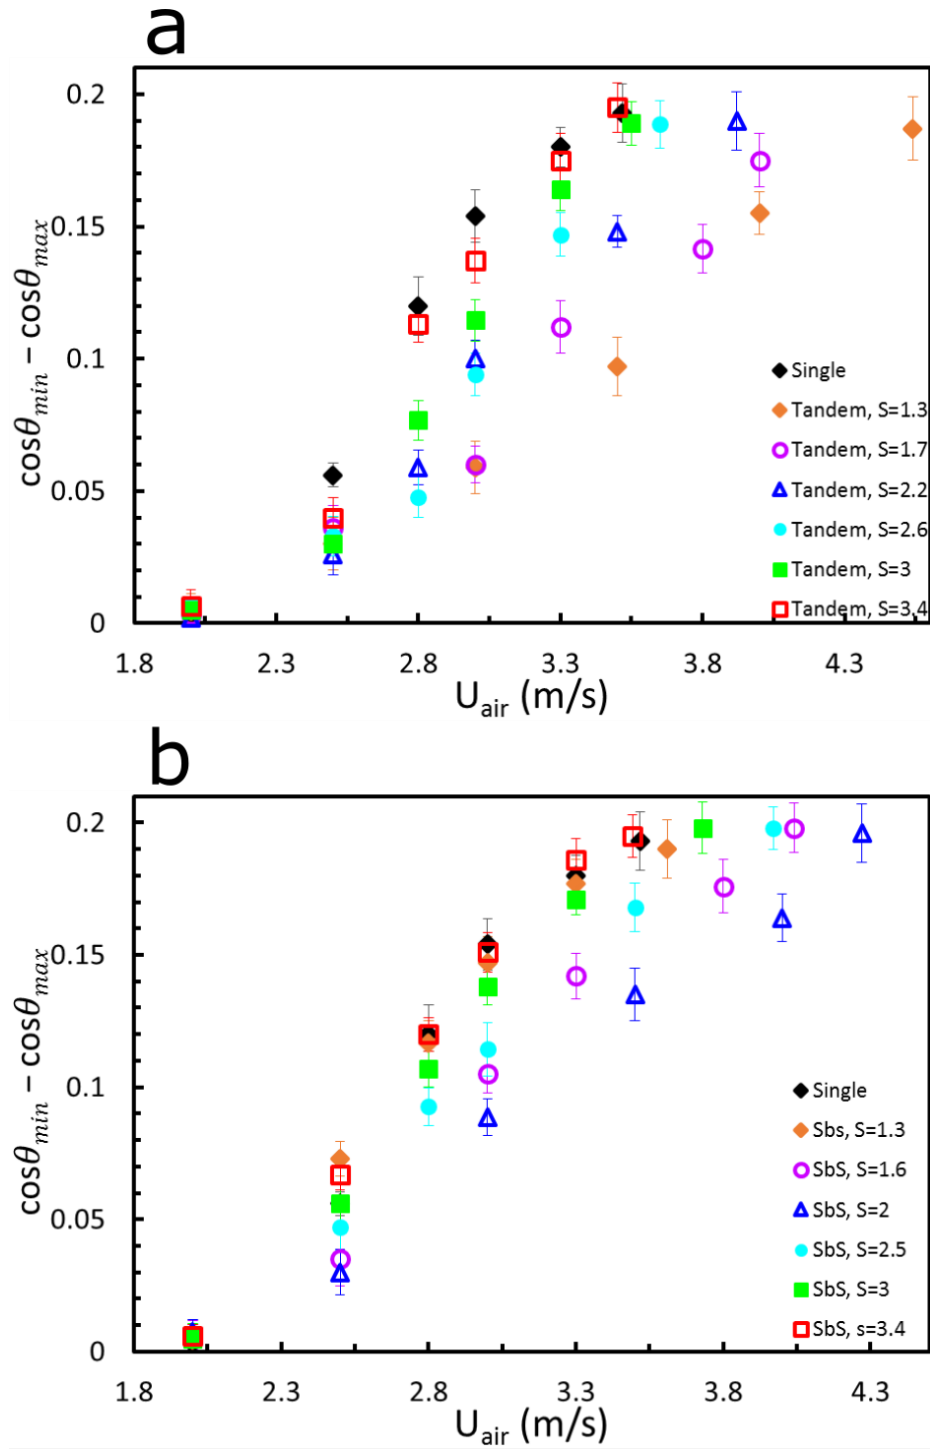 a
0.2
0.15
0.1
0.05
0
cosθmin − cosθmax
Single
Tandem, S=1.3
Tandem, S=1.7
Tandem, S=2.2
Tandem, S=2.6
Tandem, S=3
Tandem, S=3.4
1.8 2.3 2.8 3.3 3.8 4.3
Uair (m/s)
b
0.2
0.15
0.1
0.05
0
cosθmin − cosθmax
Single
Sbs, S=1.3
SbS, S=1.6
SbS, S=2
SbS, S=2.5
SbS, S=3
SbS, s=3.4
1.8 2.3 2.8 3.3 3.8 4.3
Uair (m/s)